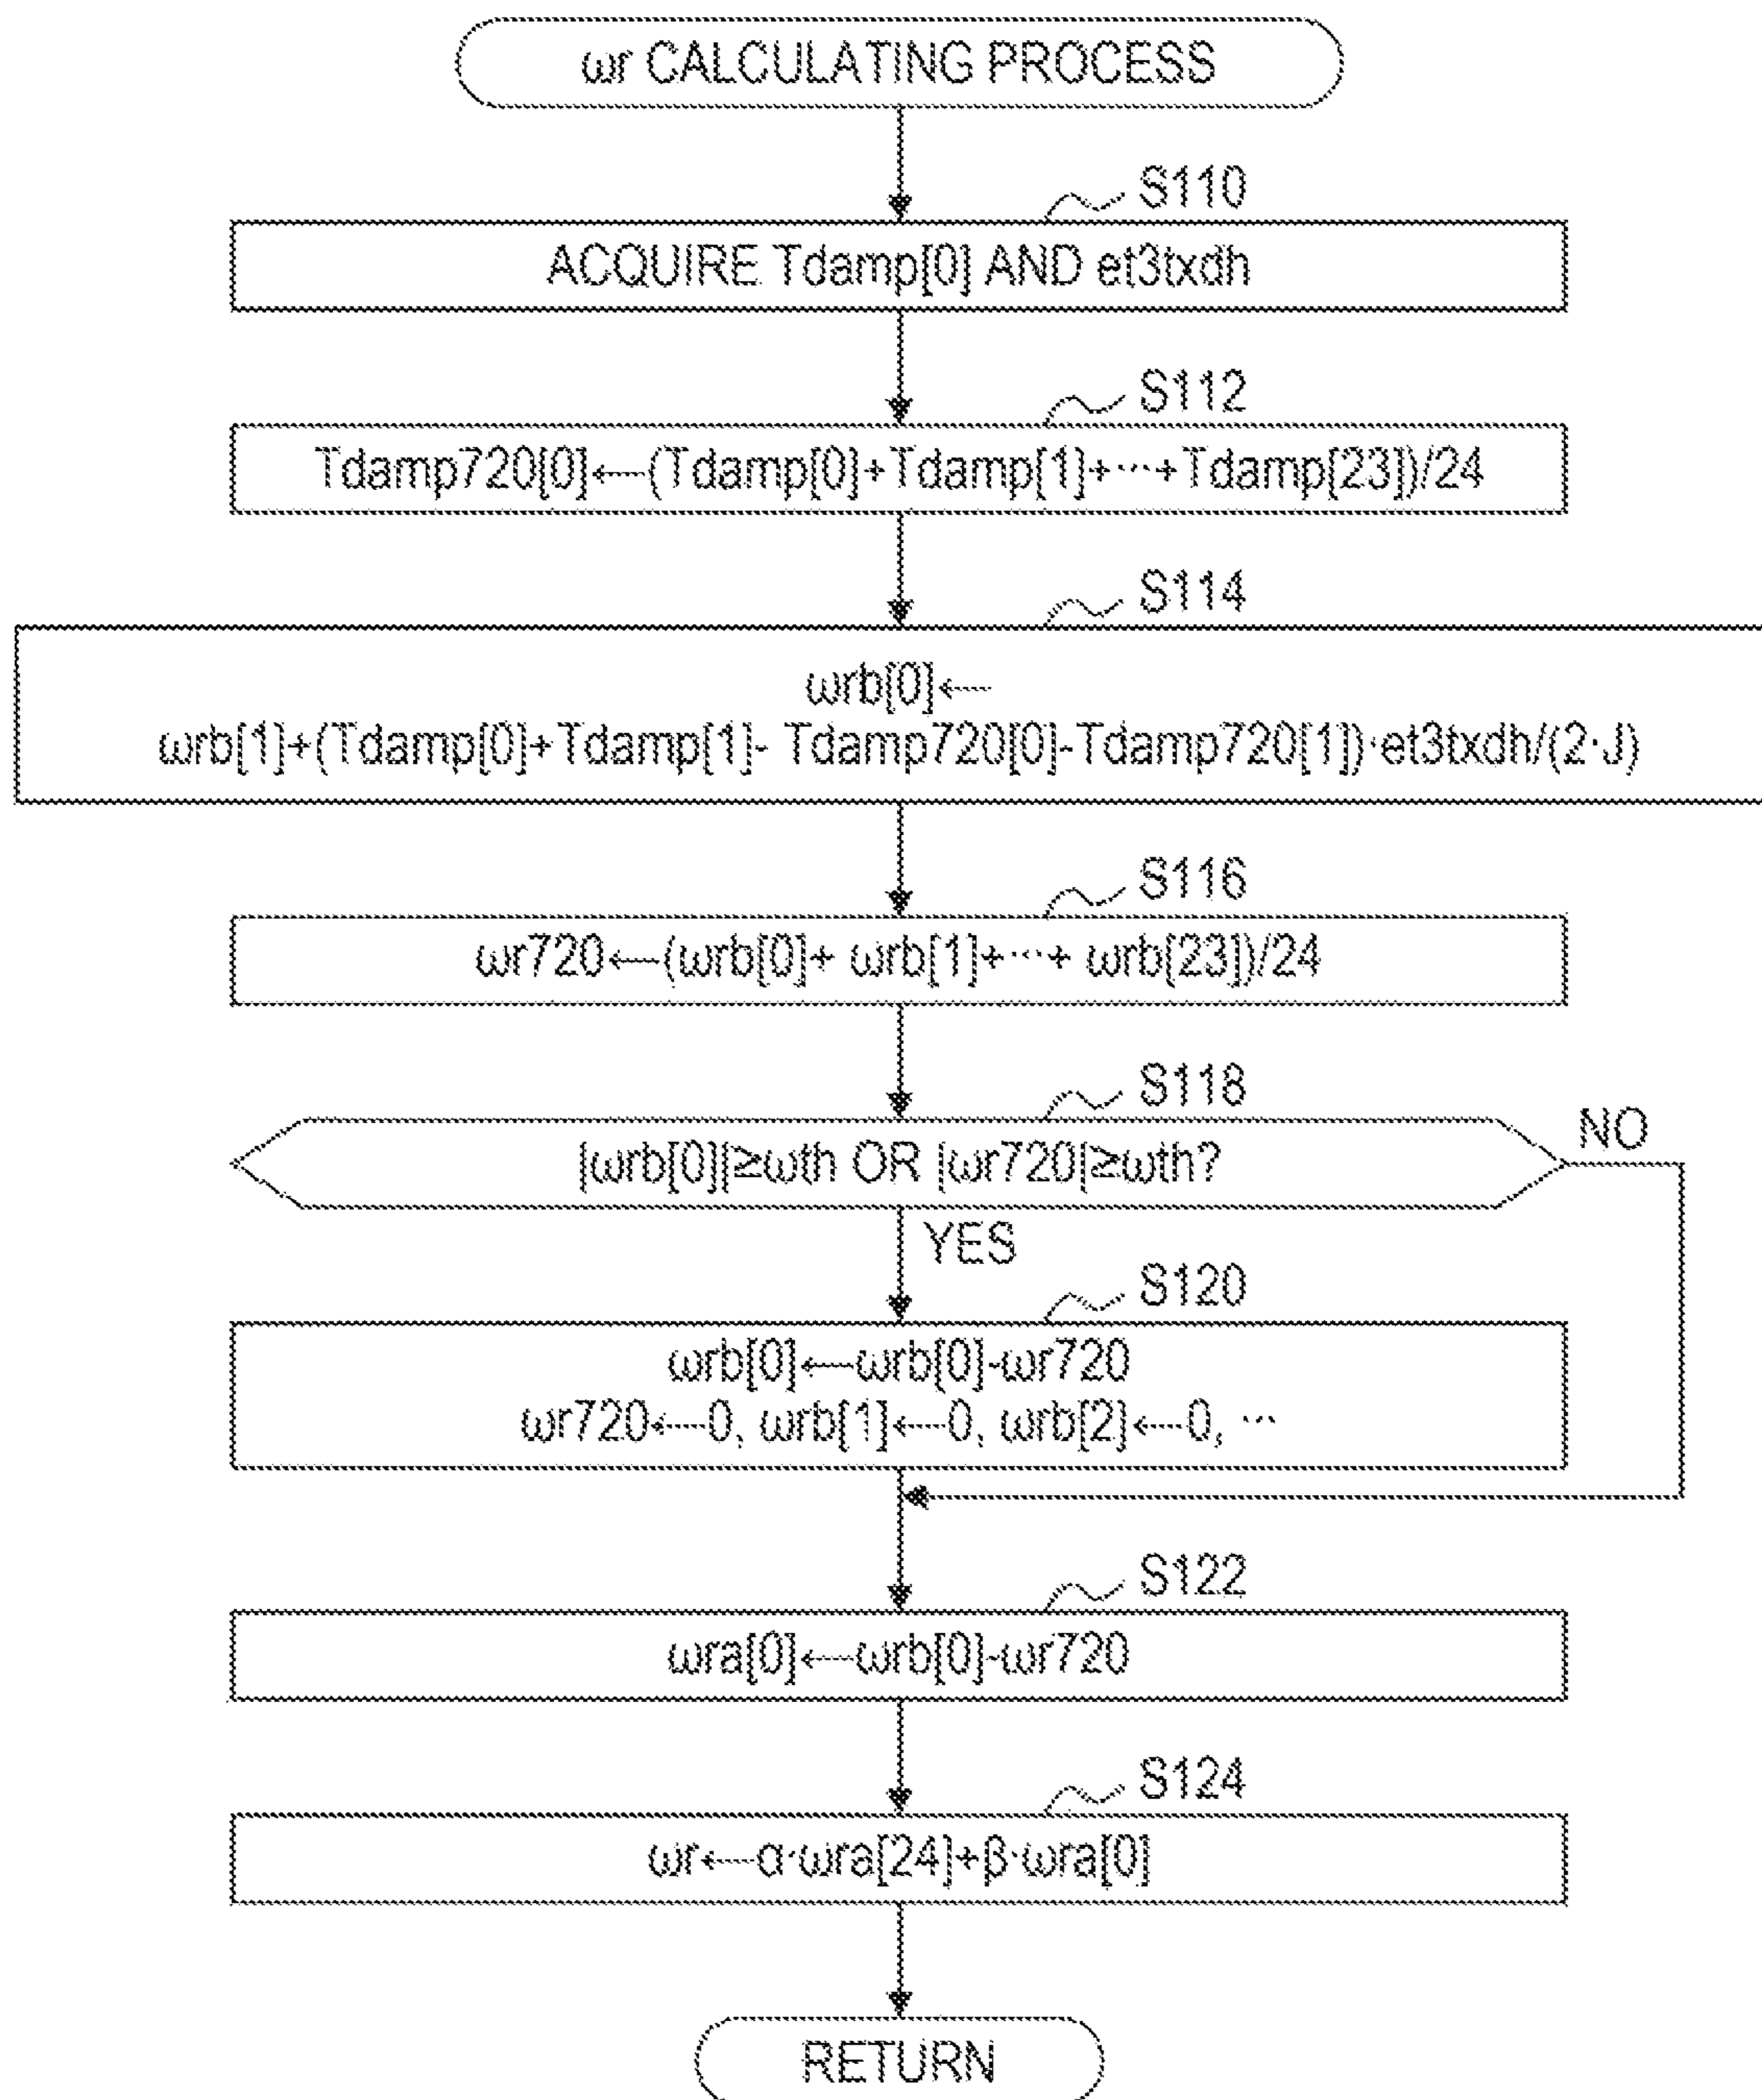 ωr CALCULATING PROCESS
S110
ACQUIRE Tdamp[0] AND et3txdh
S112
Tdamp720[0]←(Tdamp[0]+Tdamp[1]+···+Tdamp[23])/24
S114
ωrb[0]←
ωrb[1]+(Tdamp[0]+Tdamp[1]- Tdamp720[0]-Tdamp720[1])·et3txdh/(2·J)
S116
ωr720←(ωrb[0]+ ωrb[1]+···+ ωrb[23])/24
S118
|ωrb[0]|≥ωth OR |ωr720|≥ωth?
NO
YES
S120
ωrb[0]←ωrb[0]-ωr720
ωr720←0, ωrb[1]←0, ωrb[2]←0, ···
S122
ωra[0]←ωrb[0]-ωr720
S124
ωr←α·ωra[24]+β·ωra[0]
RETURN